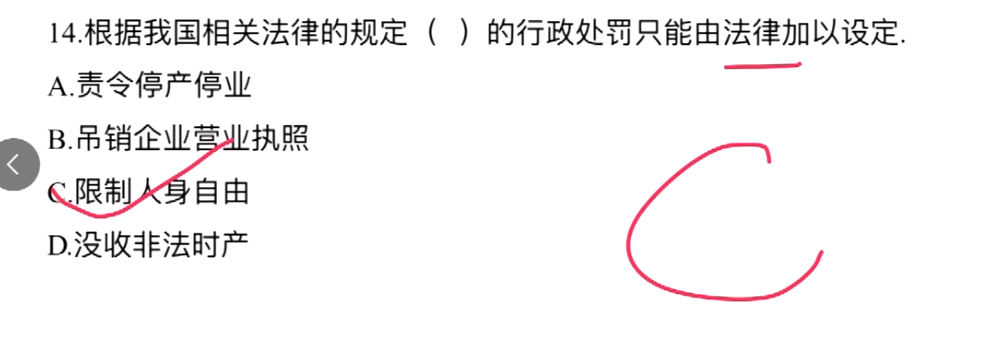 14.根据我国相关法律的规定（ ）的行政处罚只能由法律加以设定.
A.责令停产停业
B.吊销企业营业执照
C.限制人身自由
D.没收非法时产
C